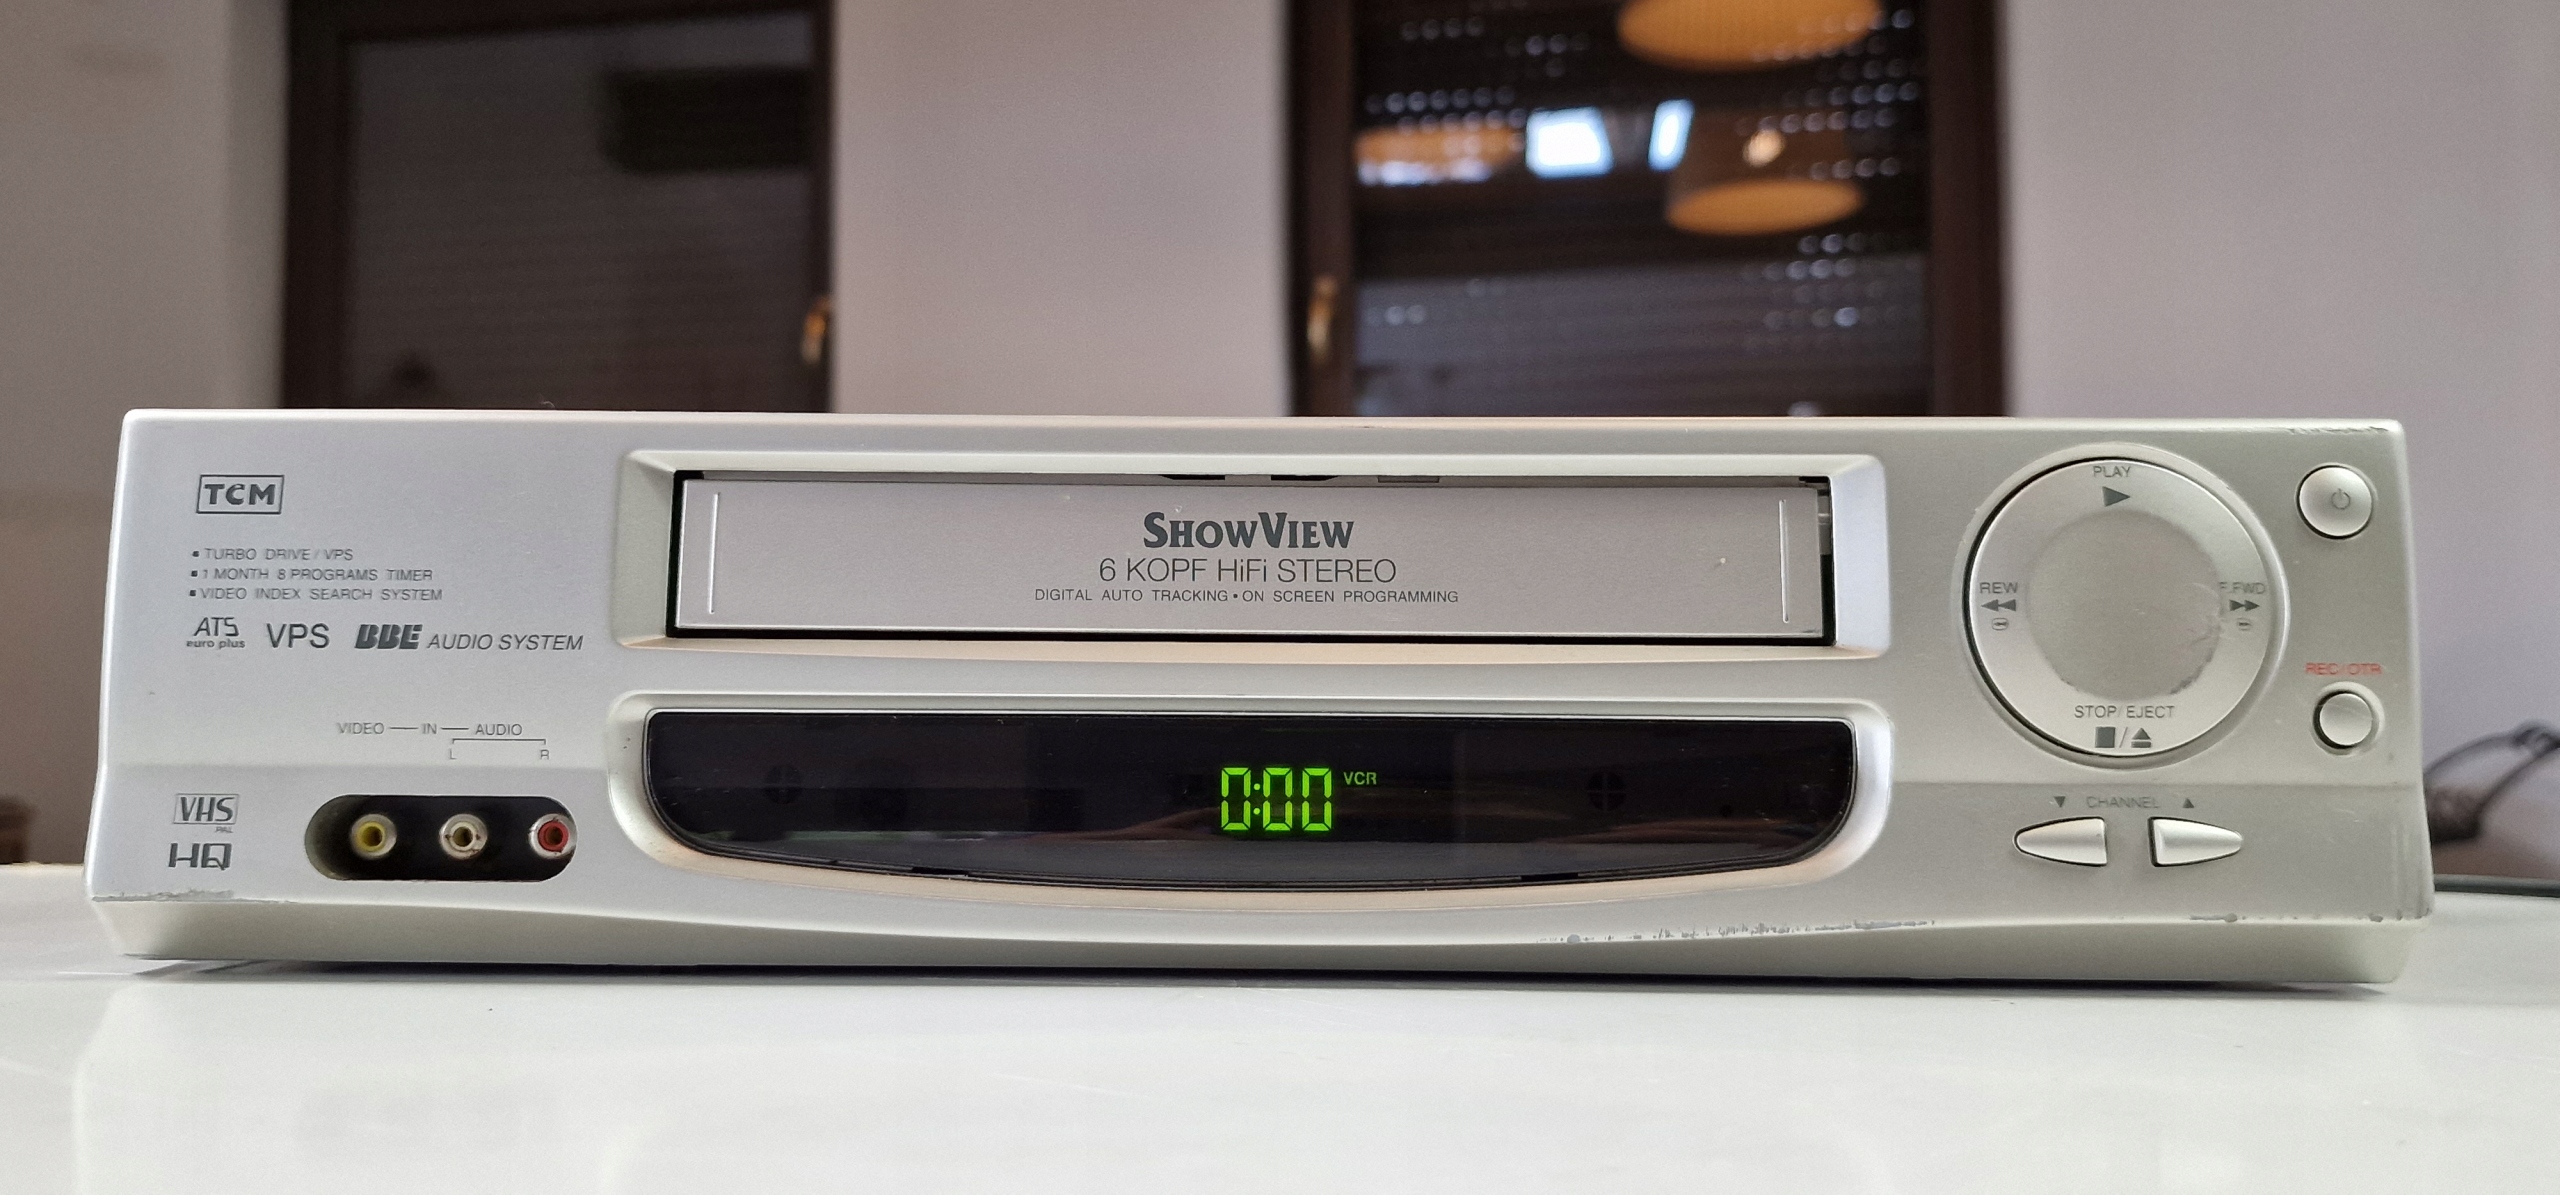 TCM
TURBO DRIVE/VPS
1 MONTH 8 PROGRAMS TIMER
VIDEO INDEX SEARCH SYSTEM
ATS euro plus VPS BBE AUDIO SYSTEM
VIDEO IN AUDIO
L R
VHS
PAL
HQ
SHOWVIEW
6 KOPF HiFi STEREO
DIGITAL AUTO TRACKING • ON SCREEN PROGRAMMING
0:00 VCR
PLAY
REW F.FWD
STOP/EJECT
REC/OTR
CHANNEL